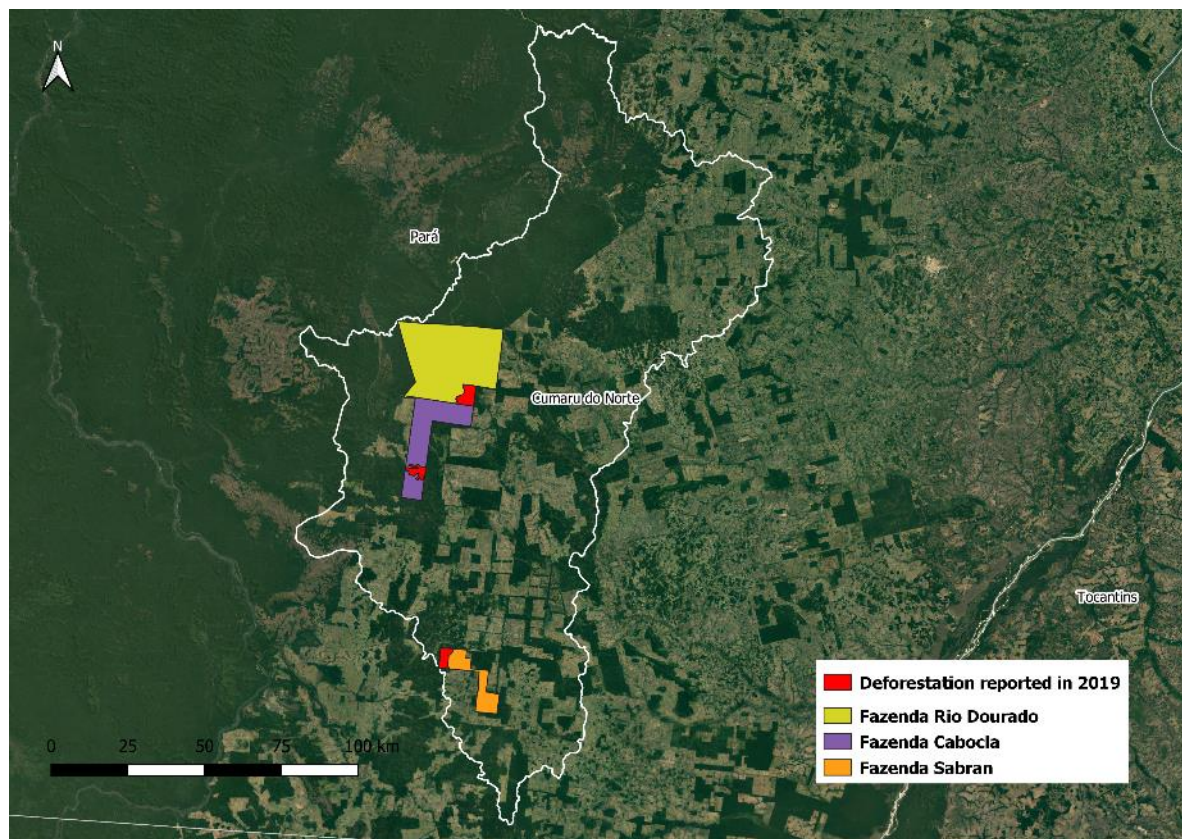 N
Pará
Cumaru do Norte
Tocantins
Deforestation reported in 2019
Fazenda Rio Dourado
Fazenda Cabocla
Fazenda Sabran
0 25 50 75 100 km